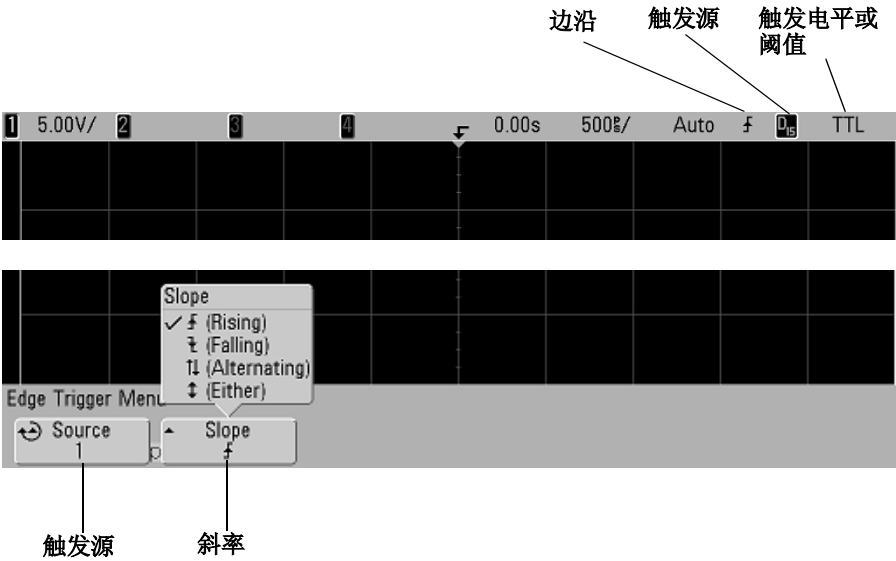 边沿
触发源
触发电平或
阈值
1 5.00V/ 2 3 4 0.00s 500㎱/ Auto D15 TTL
Slope
✓ (Rising)
(Falling)
⇅ (Alternating)
↕ (Either)
Edge Trigger Menu
Source
1
Slope
触发源
斜率